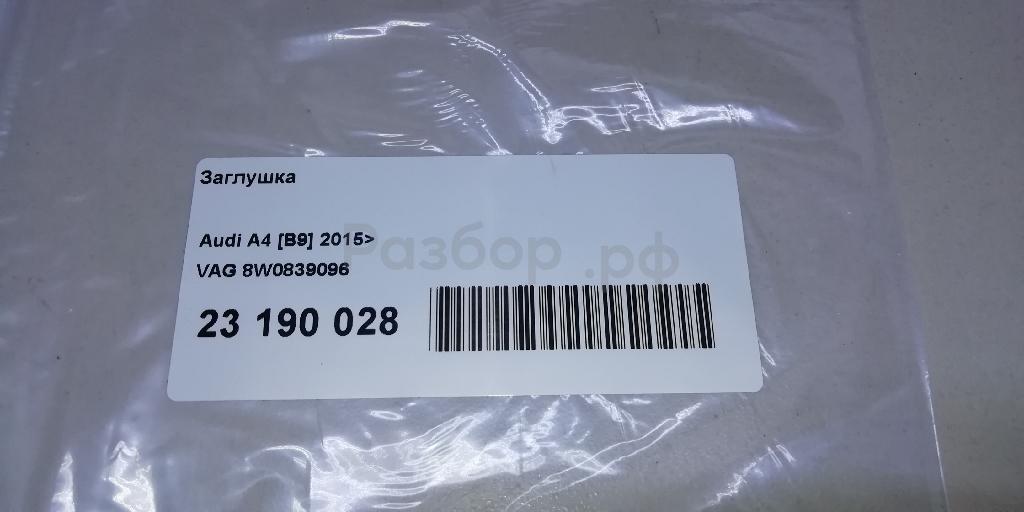 Заглушка
Audi A4 [B9] 2015>
VAG 8W0839096
23 190 028
Разбор.рф